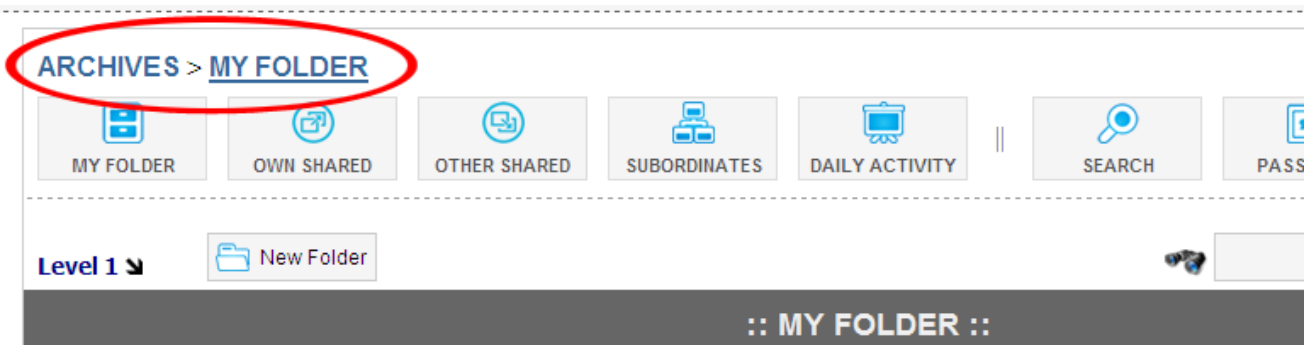 ARCHIVES > MY FOLDER
MY FOLDER OWN SHARED OTHER SHARED SUBORDINATES DAILY ACTIVITY || SEARCH PASS
Level 1 New Folder
:: MY FOLDER ::